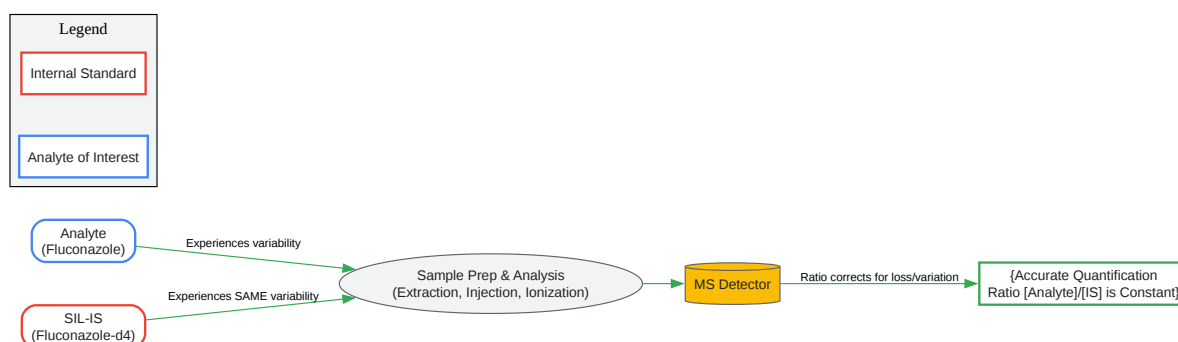 Legend
Internal Standard
Analyte of Interest
Analyte
(Fluconazole)
Experiences variability
SIL-IS
(Fluconazole-d4)
Experiences SAME variability
Sample Prep & Analysis
(Extraction, Injection, Ionization)
MS Detector
Ratio corrects for loss/variation
{Accurate Quantification
Ratio [Analyte]/[IS] is Constant}